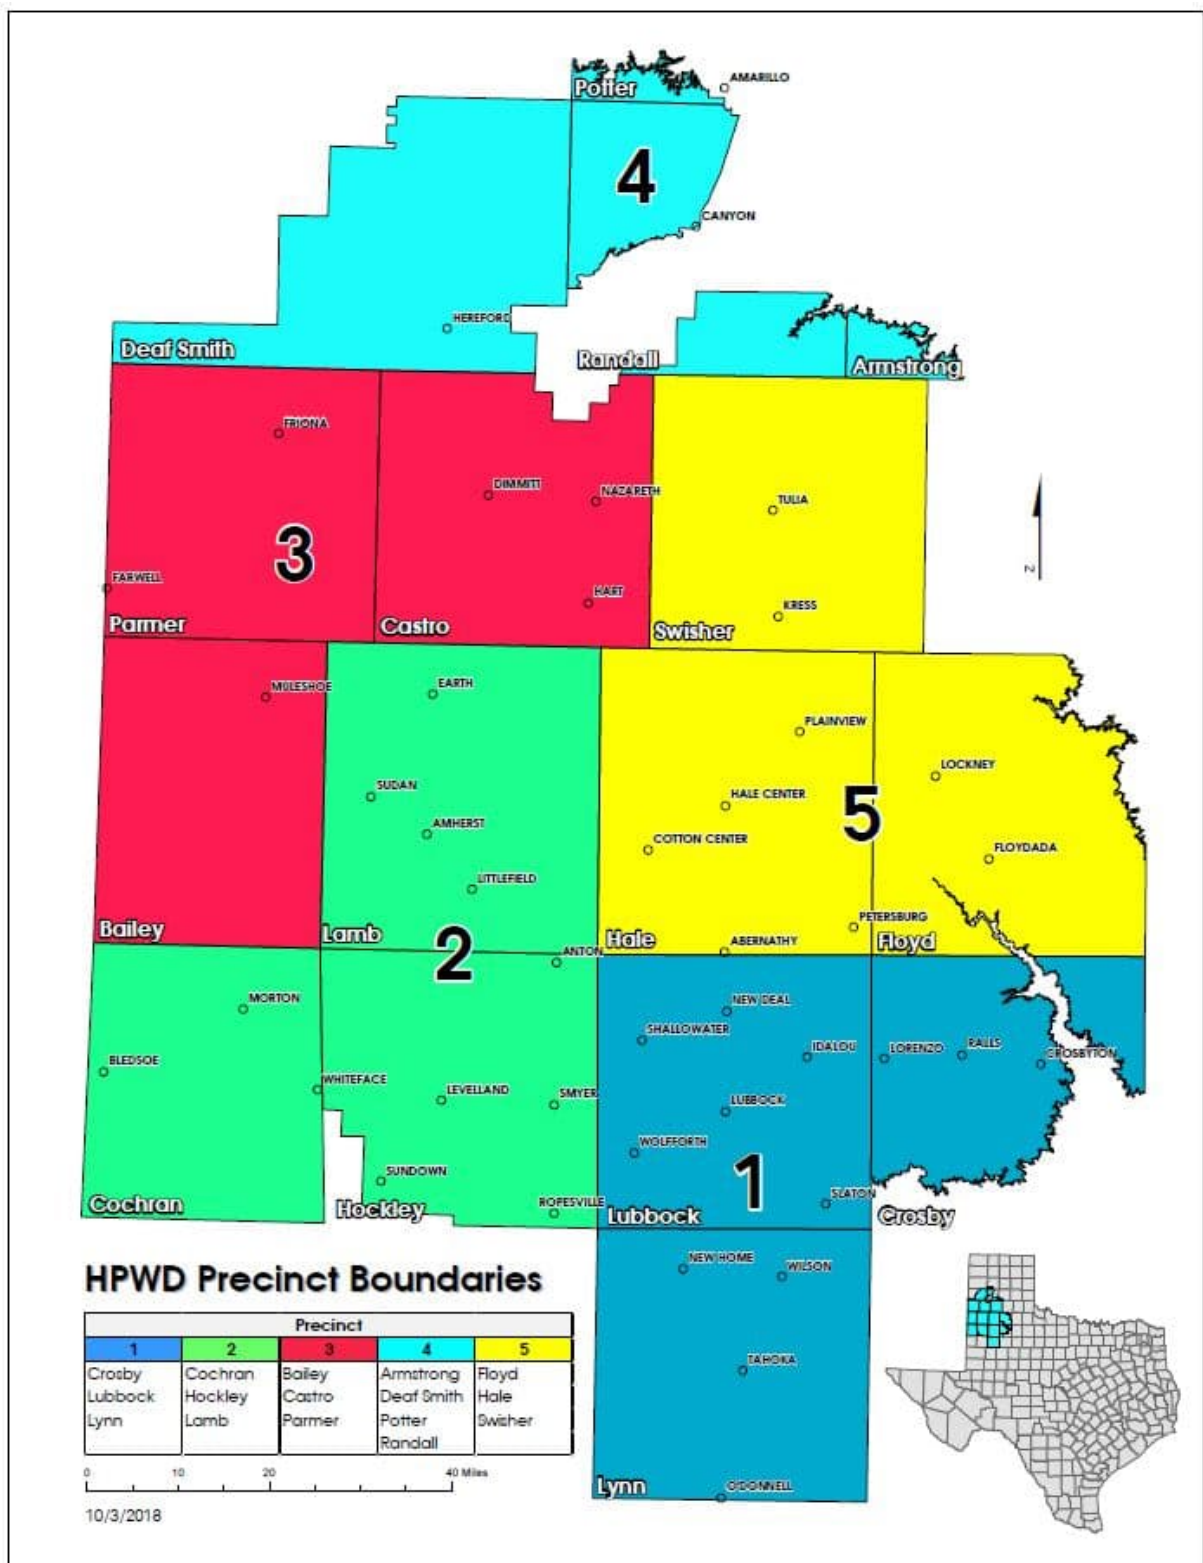 AMARILLO
Potter
4
CANYON
HEREFORD
Deaf Smith
Randall
Armstrong
FRIONA
DIMMITT
NAZARETH
TULIA
3
FARWELL
HART
KRESS
Parmer
Castro
Swisher
MULESHOE
EARTH
PLAINVIEW
LOCKNEY
SUDAN
HALE CENTER
5
AMHERST
COTTON CENTER
FLOYDADA
LITTLEFIELD
PETERSBURG
Bailey
Lamb
2
Hale
ABERNATHY
Floyd
ANTON
MORTON
NEW DEAL
SHALLOWATER
IDALOU
LORENZO
RALLS
CROSBYTON
BLEDSOE
WHITEFACE
LEVELLAND
SMYER
LUBBOCK
WOLFFORTH
1
SUNDOWN
SLATON
Cochran
Hockley
ROPESVILLE
Lubbock
Crosby
NEW HOME
WILSON
TAHOKA
Lynn
O'DONNELL
Z
HPWD Precinct Boundaries
Precinct
1 2 3 4 5
Crosby Cochran Bailey Armstrong Floyd
Lubbock Hockley Castro Deaf Smith Hale
Lynn Lamb Parmer Potter Swisher
Randall
0 10 20 40 Miles
10/3/2018